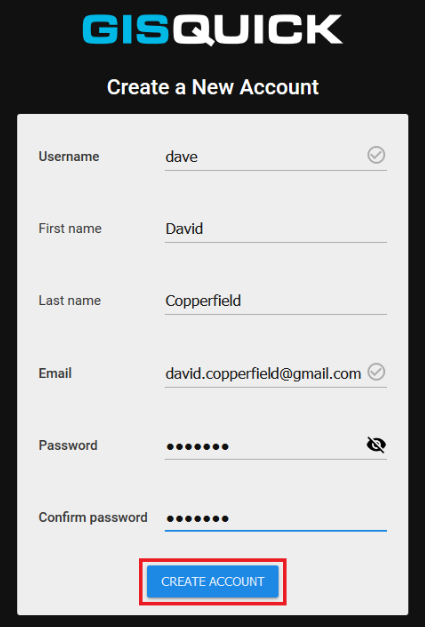 GISQUICK
Create a New Account
Username dave
First name David
Last name Copperfield
Email david.copperfield@gmail.com
Password •••••••
Confirm password •••••••
CREATE ACCOUNT